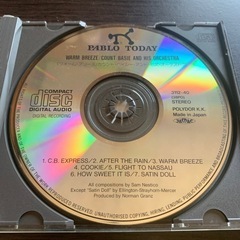 PABLO TODAY
WARM BREEZE/COUNT BASIE AND HIS ORCHESTRA
COMPACT
disc
DIGITAL AUDIO
DIGITAL RECORDING
STEREO
POLYDOR K.K.
Made in Japan
1. C.B. EXPRESS/2. AFTER THE RAIN/3. WARM BREEZE
4. COOKIE/5. FLIGHT TO NASSAU
6. HOW SWEET IT IS/7. SATIN DOLL
All compositions by Sam Nestico
Except "Satin Doll" by Ellington-Strayhorn-Mercer
Produced by Norman Granz